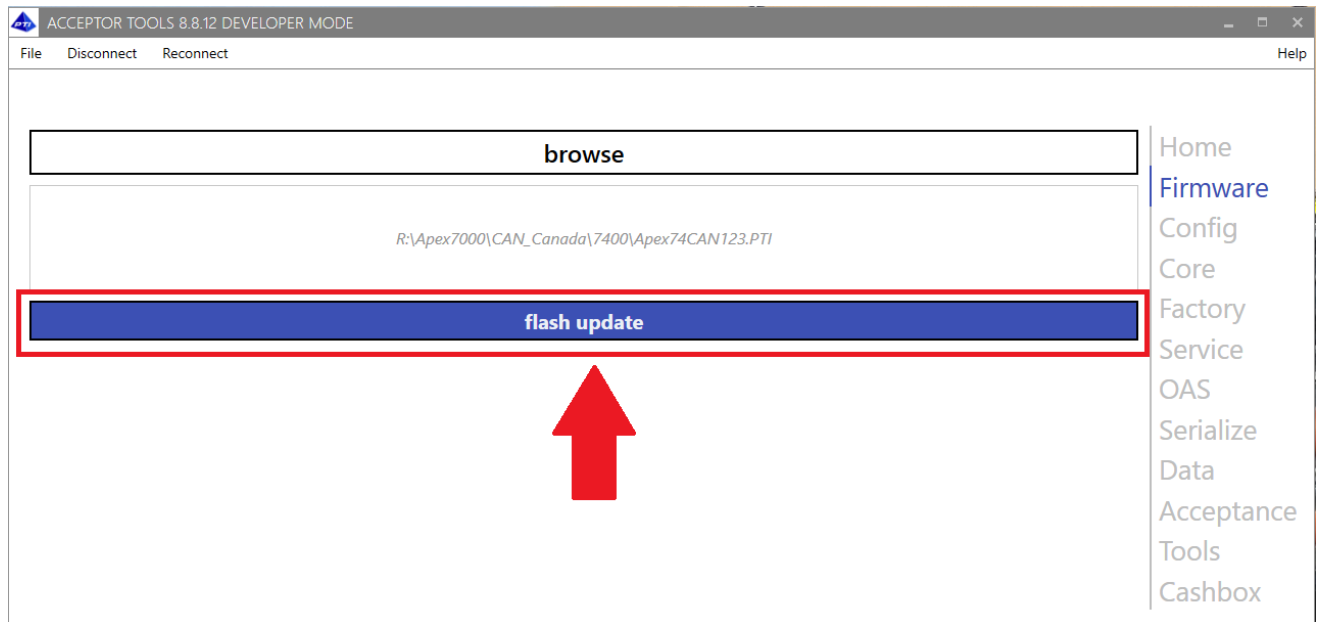 PTI ACCEPTOR TOOLS 8.8.12 DEVELOPER MODE
File Disconnect Reconnect Help
browse
R:\Apex7000\CAN_Canada\7400\Apex74CAN123.PTI
flash update
Home
Firmware
Config
Core
Factory
Service
OAS
Serialize
Data
Acceptance
Tools
Cashbox